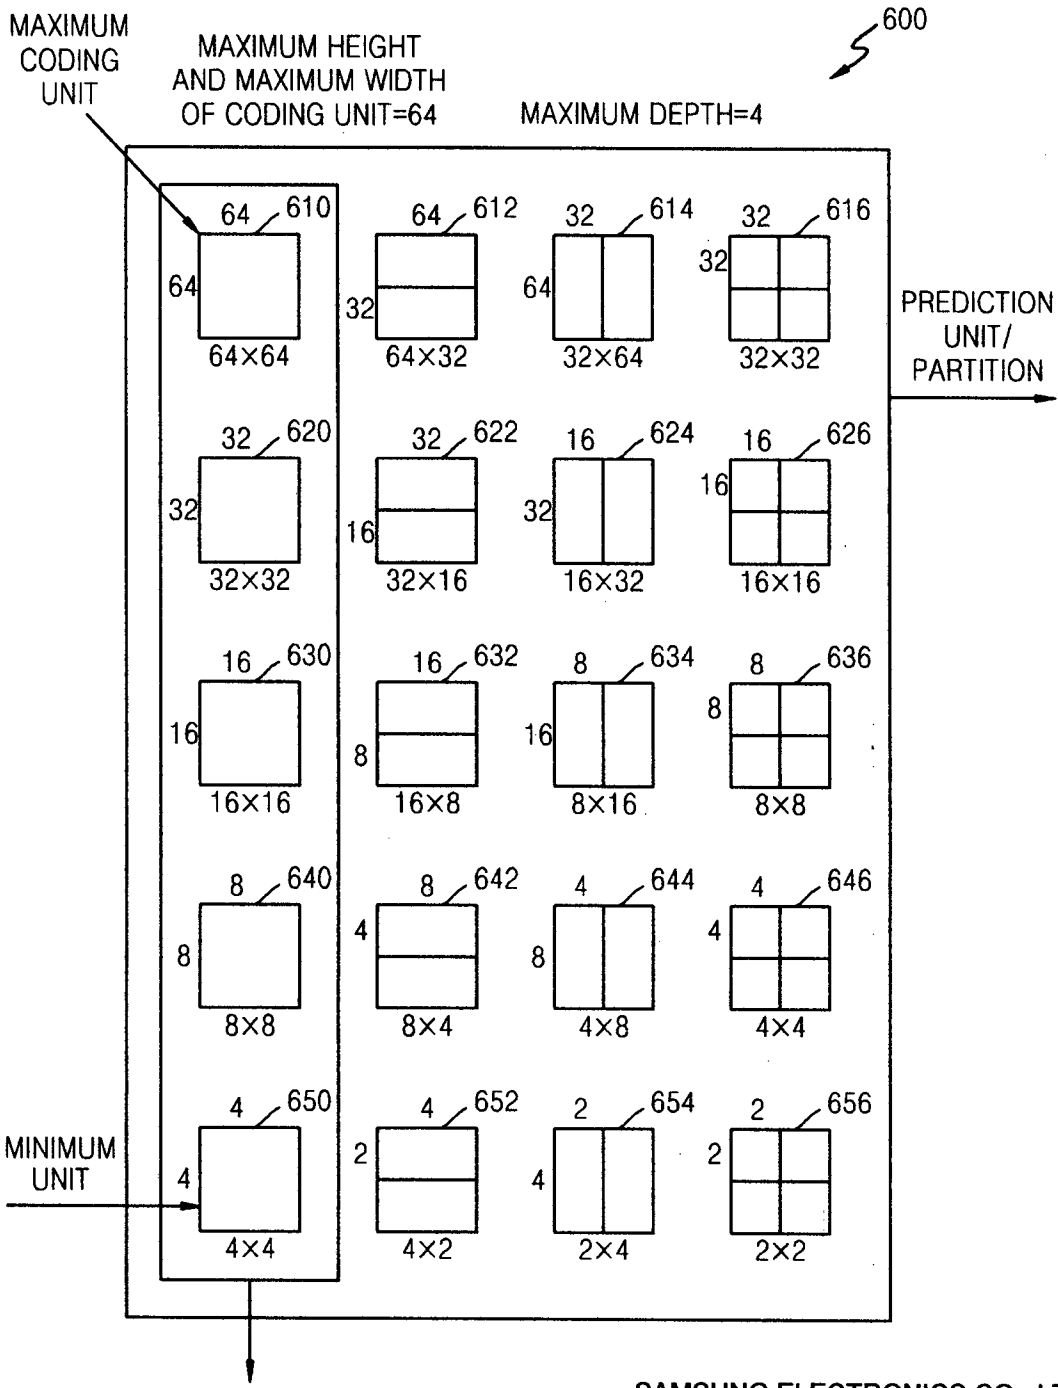 600
MAXIMUM
CODING
UNIT
MAXIMUM HEIGHT
AND MAXIMUM WIDTH
OF CODING UNIT=64
MAXIMUM DEPTH=4
64 610 64 612 32 614 32 616
64 32 64 32
64×64 64×32 32×64 32×32
PREDICTION
UNIT/
PARTITION
32 620 32 622 16 624 16 626
32 16 32 16
32×32 32×16 16×32 16×16
16 630 16 632 8 634 8 636
16 8 16 8
16×16 16×8 8×16 8×8
8 640 8 642 4 644 4 646
8 4 8 4
8×8 8×4 4×8 4×4
MINIMUM
UNIT
4 650 4 652 2 654 2 656
4 2 4 2
4×4 4×2 2×4 2×2